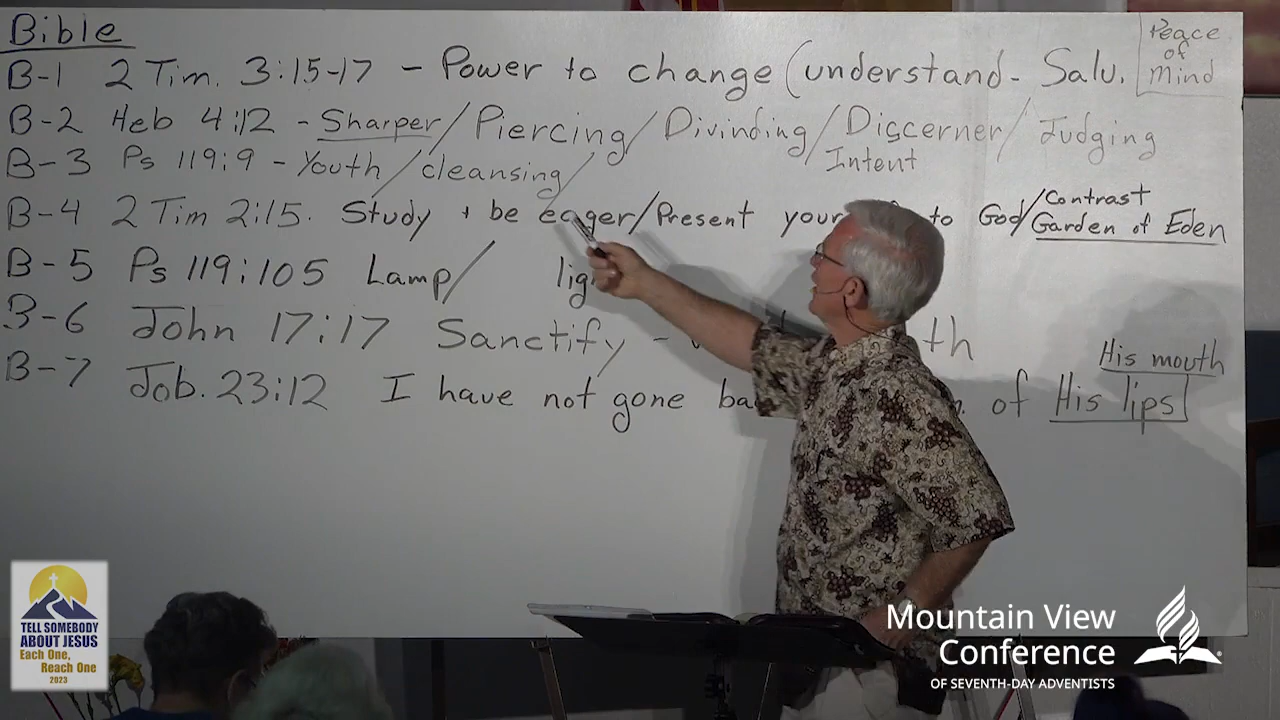 Bible
Peace
of
mind
B-1 2 Tim. 3:15-17 - Power to change (understand - Salv.
B-2 Heb 4:12 - Sharper/Piercing/Divinding/Discerner/Judging
Intent
B-3 Ps 119:9 - Youth/cleansing/
B-4 2 Tim 2:15. Study + be eager/Present your to God/Contrast
Garden of Eden
B-5 Ps 119:105 Lamp/
B-6 John 17:17 Sanctify -
His mouth
B-7 Job. 23:12 I have not gone of His lips
TELL SOMEBODY
ABOUT JESUS
Each One,
Reach One
2023
Mountain View
Conference
OF SEVENTH-DAY ADVENTISTS